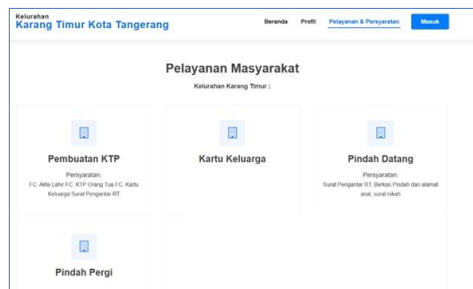 Kelurahan
Karang Timur Kota Tangerang
Beranda Profil Pelayanan & Persyaratan Masuk
Pelayanan Masyarakat
Kelurahan Karang Timur :
Pembuatan KTP
Persyaratan:
FC. Akte Lahir FC. KTP Orang Tua FC. Kartu
Keluarga Surat Pengantar RT
Kartu Keluarga
Pindah Datang
Persyaratan:
Surat Pengantar RT, Berkas Pindah dari alamat
asal, surat nikah
Pindah Pergi